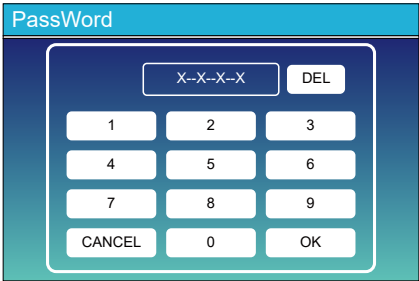 PassWord
X--X--X--X DEL
1 2 3
4 5 6
7 8 9
CANCEL 0 OK